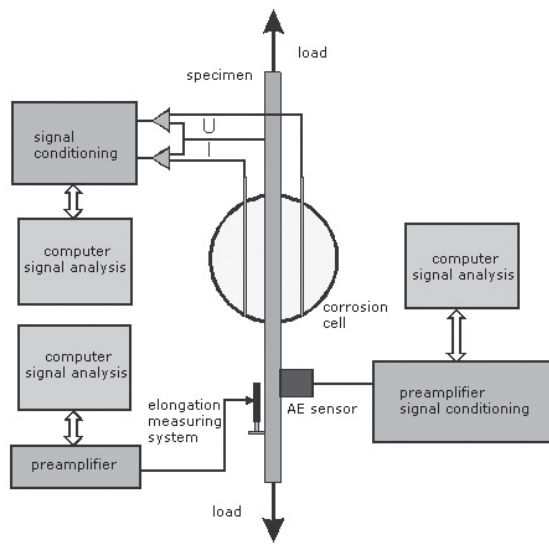 load
specimen
signal
conditioning
U
I
computer
signal analysis
computer
signal analysis
corrosion
cell
computer
signal analysis
elongation
measuring
system
AE sensor
preamplifier
signal conditioning
preamplifier
load